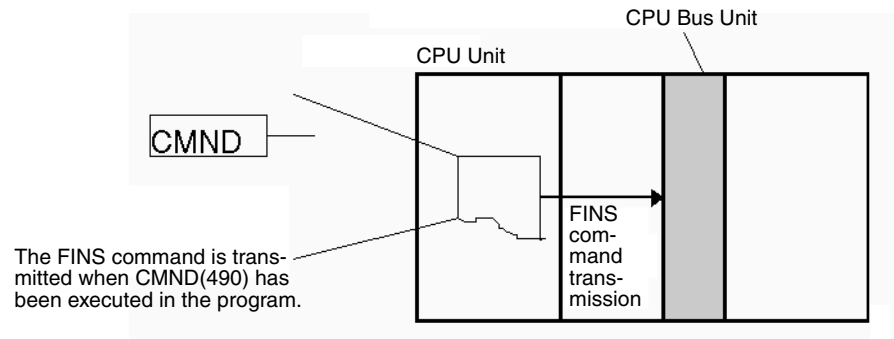 CPU Bus Unit
CPU Unit
CMND
FINS
com-
mand
trans-
mission
The FINS command is trans-
mitted when CMND(490) has
been executed in the program.